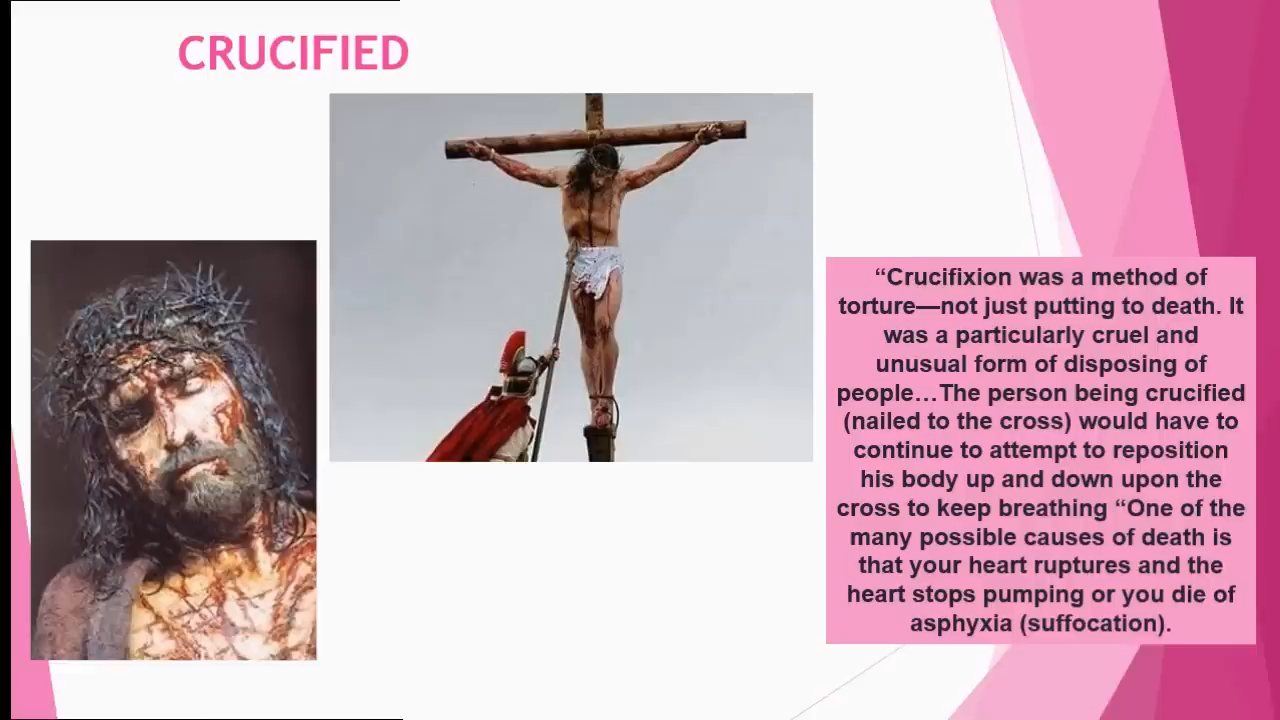 CRUCIFIED
“Crucifixion was a method of
torture—not just putting to death. It
was a particularly cruel and
unusual form of disposing of
people…The person being crucified
(nailed to the cross) would have to
continue to attempt to reposition
his body up and down upon the
cross to keep breathing “One of the
many possible causes of death is
that your heart ruptures and the
heart stops pumping or you die of
asphyxia (suffocation).